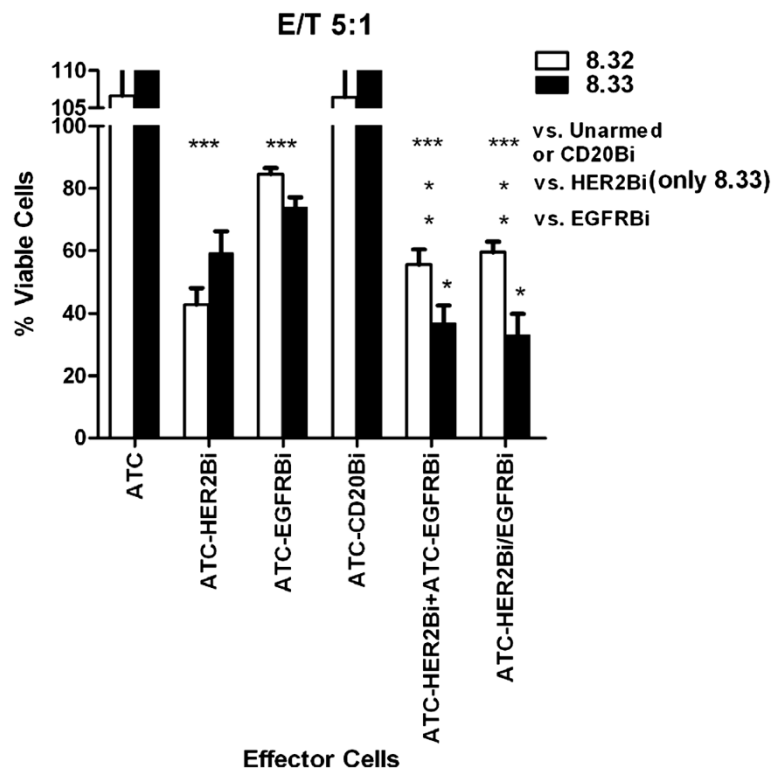 E/T 5:1
8.32
8.33
110
105
100
80
60
40
20
0
% Viable Cells
*** *** *** *** vs. Unarmed
or CD20Bi
* * vs. HER2Bi(only 8.33)
* * vs. EGFRBi
* *
ATC
ATC-HER2Bi
ATC-EGFRBi
ATC-CD20Bi
ATC-HER2Bi+ATC-EGFRBi
ATC-HER2Bi/EGFRBi
Effector Cells